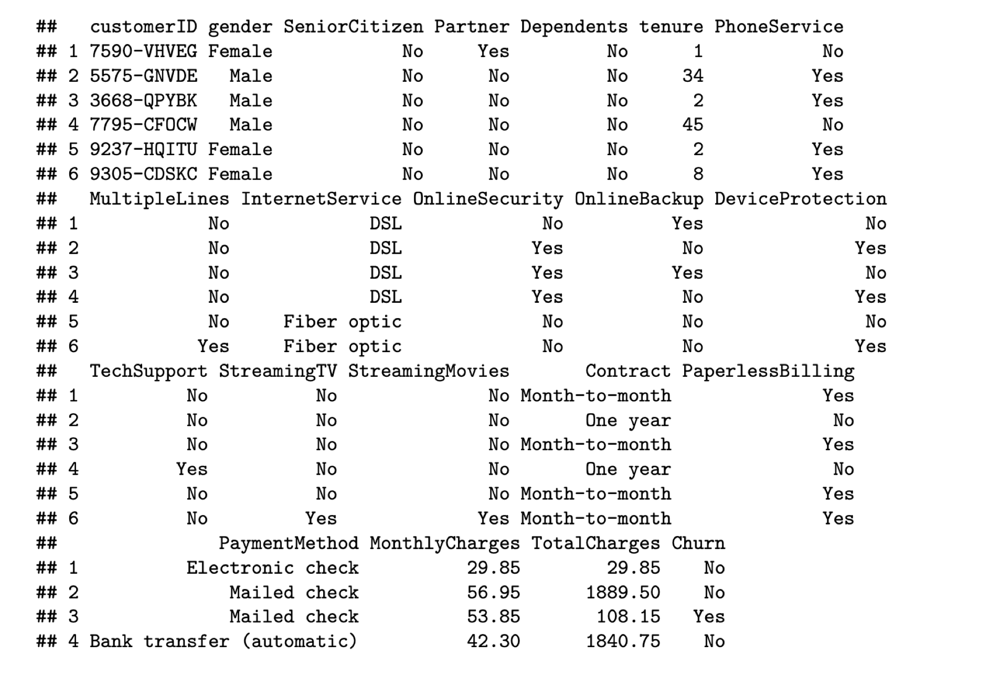 ##   customerID gender SeniorCitizen Partner Dependents tenure PhoneService
## 1 7590-VHVEG Female            No     Yes         No      1           No
## 2 5575-GNVDE   Male            No      No         No     34          Yes
## 3 3668-QPYBK   Male            No      No         No      2          Yes
## 4 7795-CFOCW   Male            No      No         No     45           No
## 5 9237-HQITU Female            No      No         No      2          Yes
## 6 9305-CDSKC Female            No      No         No      8          Yes
##   MultipleLines InternetService OnlineSecurity OnlineBackup DeviceProtection
## 1            No             DSL             No          Yes               No
## 2            No             DSL            Yes           No              Yes
## 3            No             DSL            Yes          Yes               No
## 4            No             DSL            Yes           No              Yes
## 5            No     Fiber optic             No           No               No
## 6           Yes     Fiber optic             No           No              Yes
##   TechSupport StreamingTV StreamingMovies       Contract PaperlessBilling
## 1          No          No              No Month-to-month              Yes
## 2          No          No              No       One year               No
## 3          No          No              No Month-to-month              Yes
## 4         Yes          No              No       One year               No
## 5          No          No              No Month-to-month              Yes
## 6          No         Yes             Yes Month-to-month              Yes
##               PaymentMethod MonthlyCharges TotalCharges Churn
## 1          Electronic check          29.85        29.85    No
## 2              Mailed check          56.95      1889.50    No
## 3              Mailed check          53.85       108.15   Yes
## 4 Bank transfer (automatic)          42.30      1840.75    No